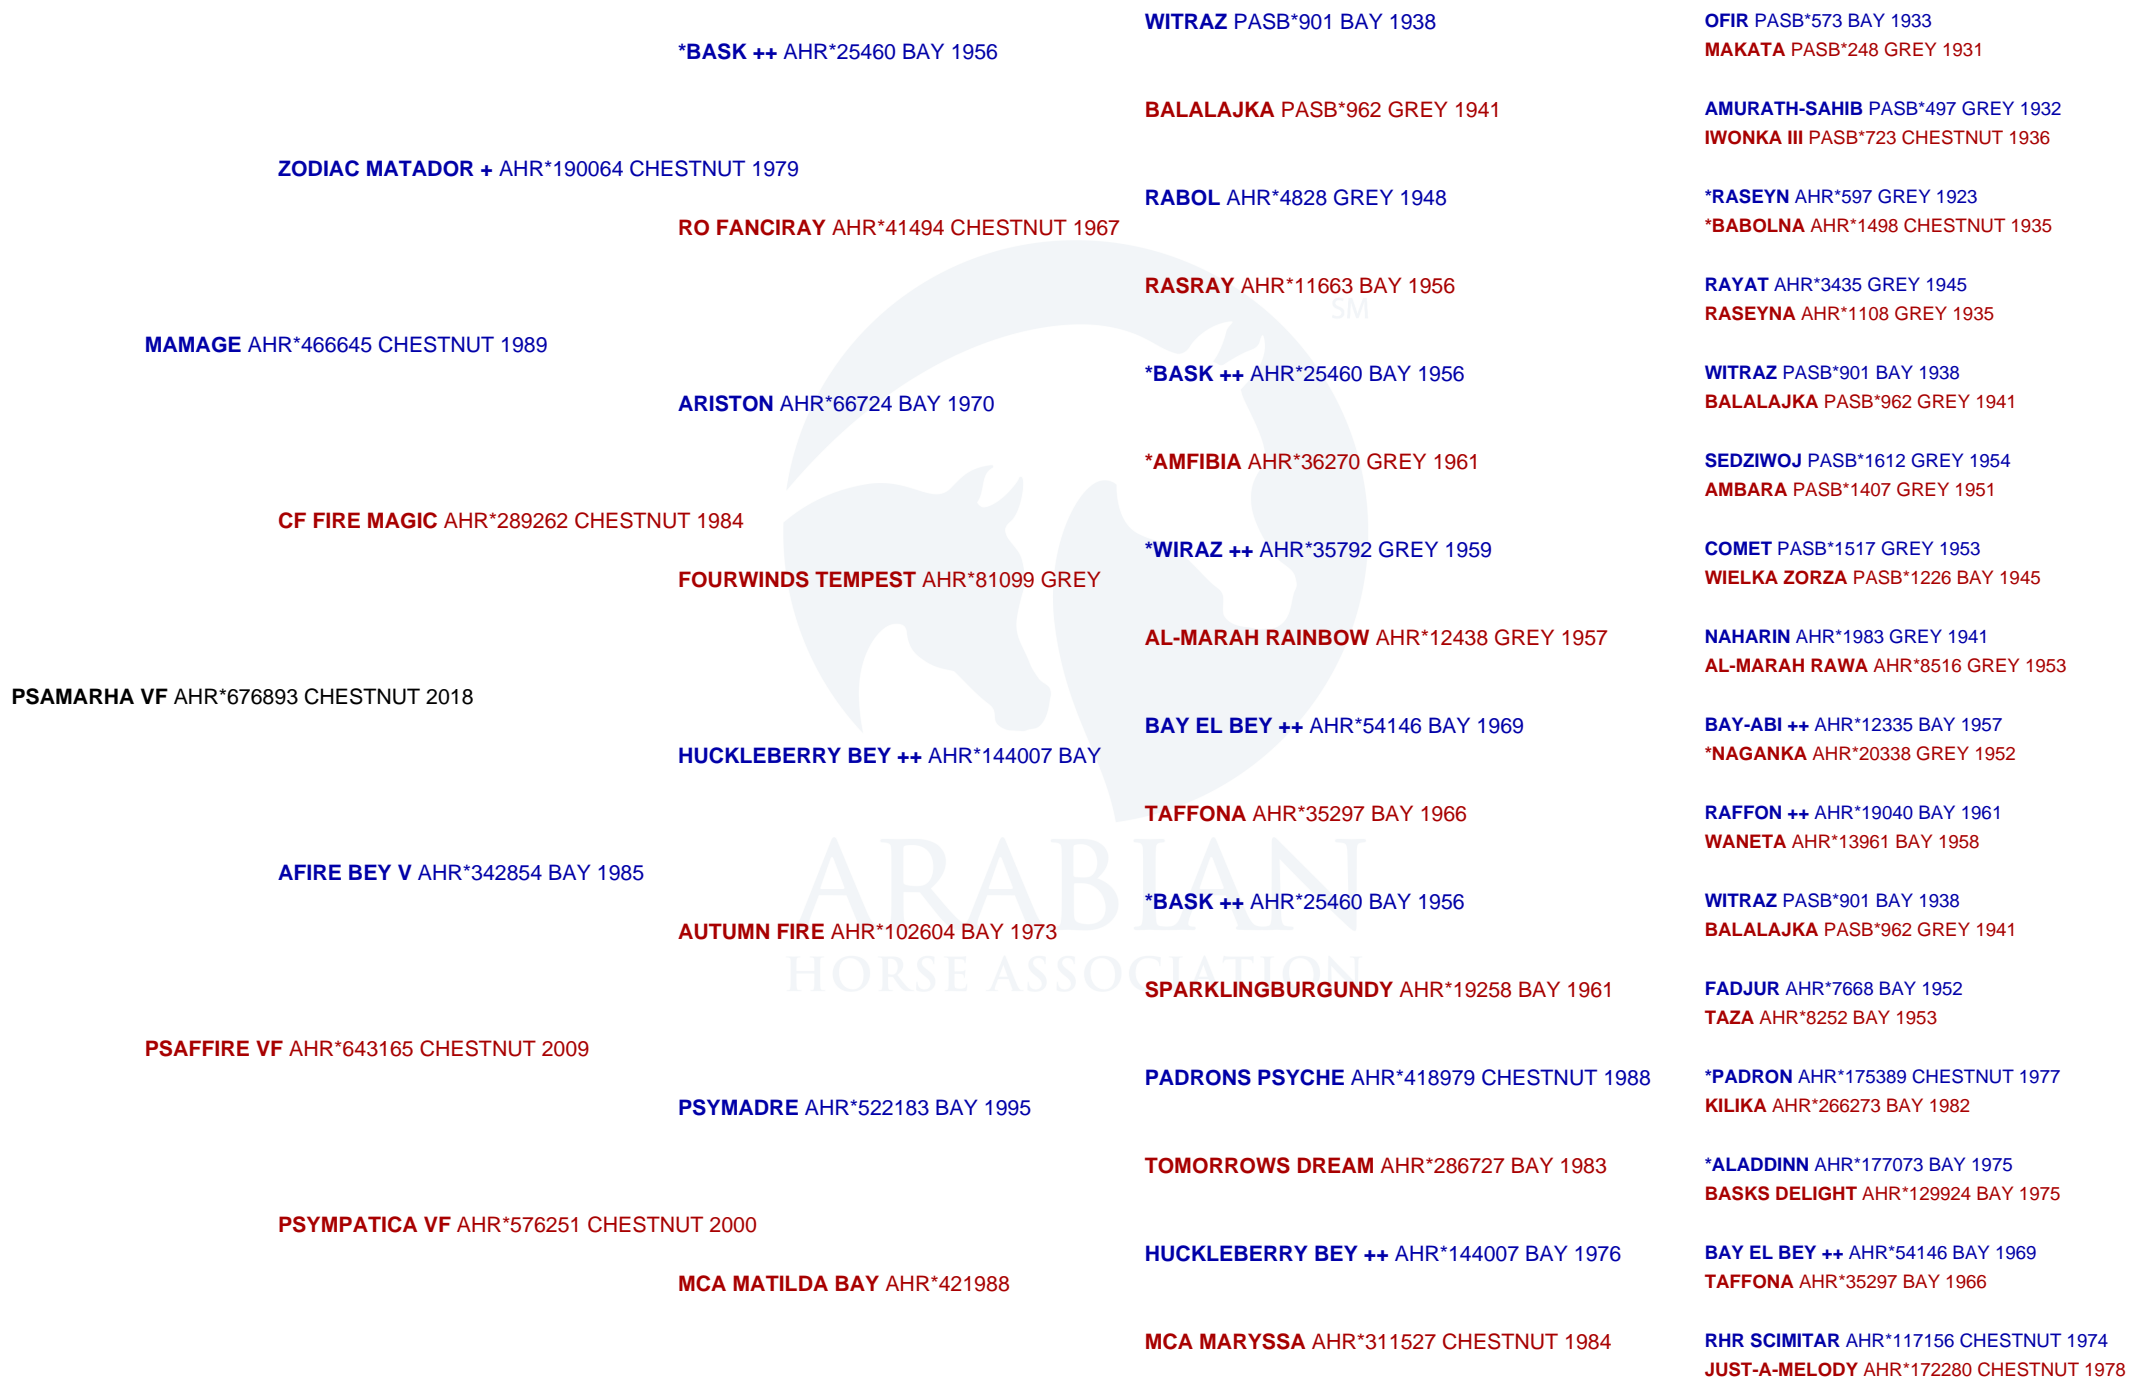 WITRAZ PASB*901 BAY 1938
OFIR PASB*573 BAY 1933
*BASK ++ AHR*25460 BAY 1956
MAKATA PASB*248 GREY 1931
BALALAJKA PASB*962 GREY 1941
AMURATH-SAHIB PASB*497 GREY 1932
IWONKA III PASB*723 CHESTNUT 1936
ZODIAC MATADOR + AHR*190064 CHESTNUT 1979
RABOL AHR*4828 GREY 1948
*RASEYN AHR*597 GREY 1923
RO FANCIRAY AHR*41494 CHESTNUT 1967
*BABOLNA AHR*1498 CHESTNUT 1935
RASRAY AHR*11663 BAY 1956
RAYAT AHR*3435 GREY 1945
SM
RASEYNA AHR*1108 GREY 1935
MAMAGE AHR*466645 CHESTNUT 1989
*BASK ++ AHR*25460 BAY 1956
WITRAZ PASB*901 BAY 1938
ARISTON AHR*66724 BAY 1970
BALALAJKA PASB*962 GREY 1941
*AMFIBIA AHR*36270 GREY 1961
SEDZIWOJ PASB*1612 GREY 1954
AMBARA PASB*1407 GREY 1951
CF FIRE MAGIC AHR*289262 CHESTNUT 1984
*WIRAZ ++ AHR*35792 GREY 1959
COMET PASB*1517 GREY 1953
FOURWINDS TEMPEST AHR*81099 GREY
WIELKA ZORZA PASB*1226 BAY 1945
AL-MARAH RAINBOW AHR*12438 GREY 1957
NAHARIN AHR*1983 GREY 1941
AL-MARAH RAWA AHR*8516 GREY 1953
PSAMARHA VF AHR*676893 CHESTNUT 2018
BAY EL BEY ++ AHR*54146 BAY 1969
BAY-ABI ++ AHR*12335 BAY 1957
HUCKLEBERRY BEY ++ AHR*144007 BAY
*NAGANKA AHR*20338 GREY 1952
TAFFONA AHR*35297 BAY 1966
RAFFON ++ AHR*19040 BAY 1961
WANETA AHR*13961 BAY 1958
AFIRE BEY V AHR*342854 BAY 1985
ARABIAN
*BASK ++ AHR*25460 BAY 1956
WITRAZ PASB*901 BAY 1938
AUTUMN FIRE AHR*102604 BAY 1973
BALALAJKA PASB*962 GREY 1941
HORSE ASSOCIATION
SPARKLINGBURGUNDY AHR*19258 BAY 1961
FADJUR AHR*7668 BAY 1952
TAZA AHR*8252 BAY 1953
PSAFFIRE VF AHR*643165 CHESTNUT 2009
PADRONS PSYCHE AHR*418979 CHESTNUT 1988
*PADRON AHR*175389 CHESTNUT 1977
PSYMADRE AHR*522183 BAY 1995
KILIKA AHR*266273 BAY 1982
TOMORROWS DREAM AHR*286727 BAY 1983
*ALADDINN AHR*177073 BAY 1975
BASKS DELIGHT AHR*129924 BAY 1975
PSYMPATICA VF AHR*576251 CHESTNUT 2000
HUCKLEBERRY BEY ++ AHR*144007 BAY 1976
BAY EL BEY ++ AHR*54146 BAY 1969
MCA MATILDA BAY AHR*421988
TAFFONA AHR*35297 BAY 1966
MCA MARYSSA AHR*311527 CHESTNUT 1984
RHR SCIMITAR AHR*117156 CHESTNUT 1974
JUST-A-MELODY AHR*172280 CHESTNUT 1978